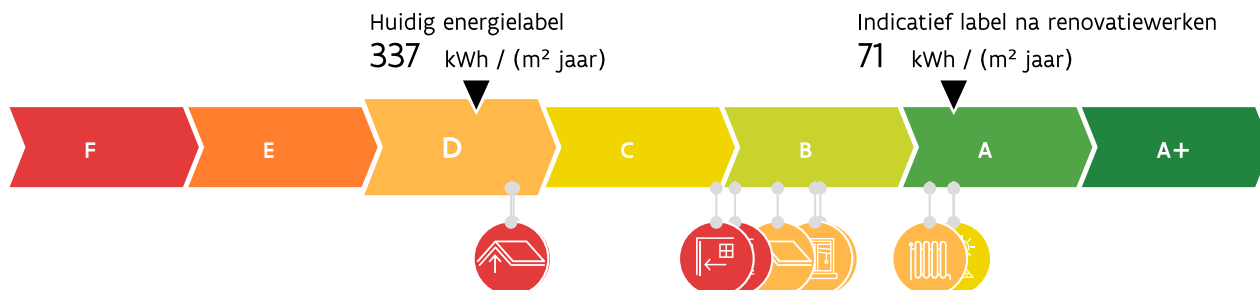 Huidig energielabel
337 kWh / (m² jaar)
Indicatief label na renovatiewerken
71 kWh / (m² jaar)
F E D C B A A+